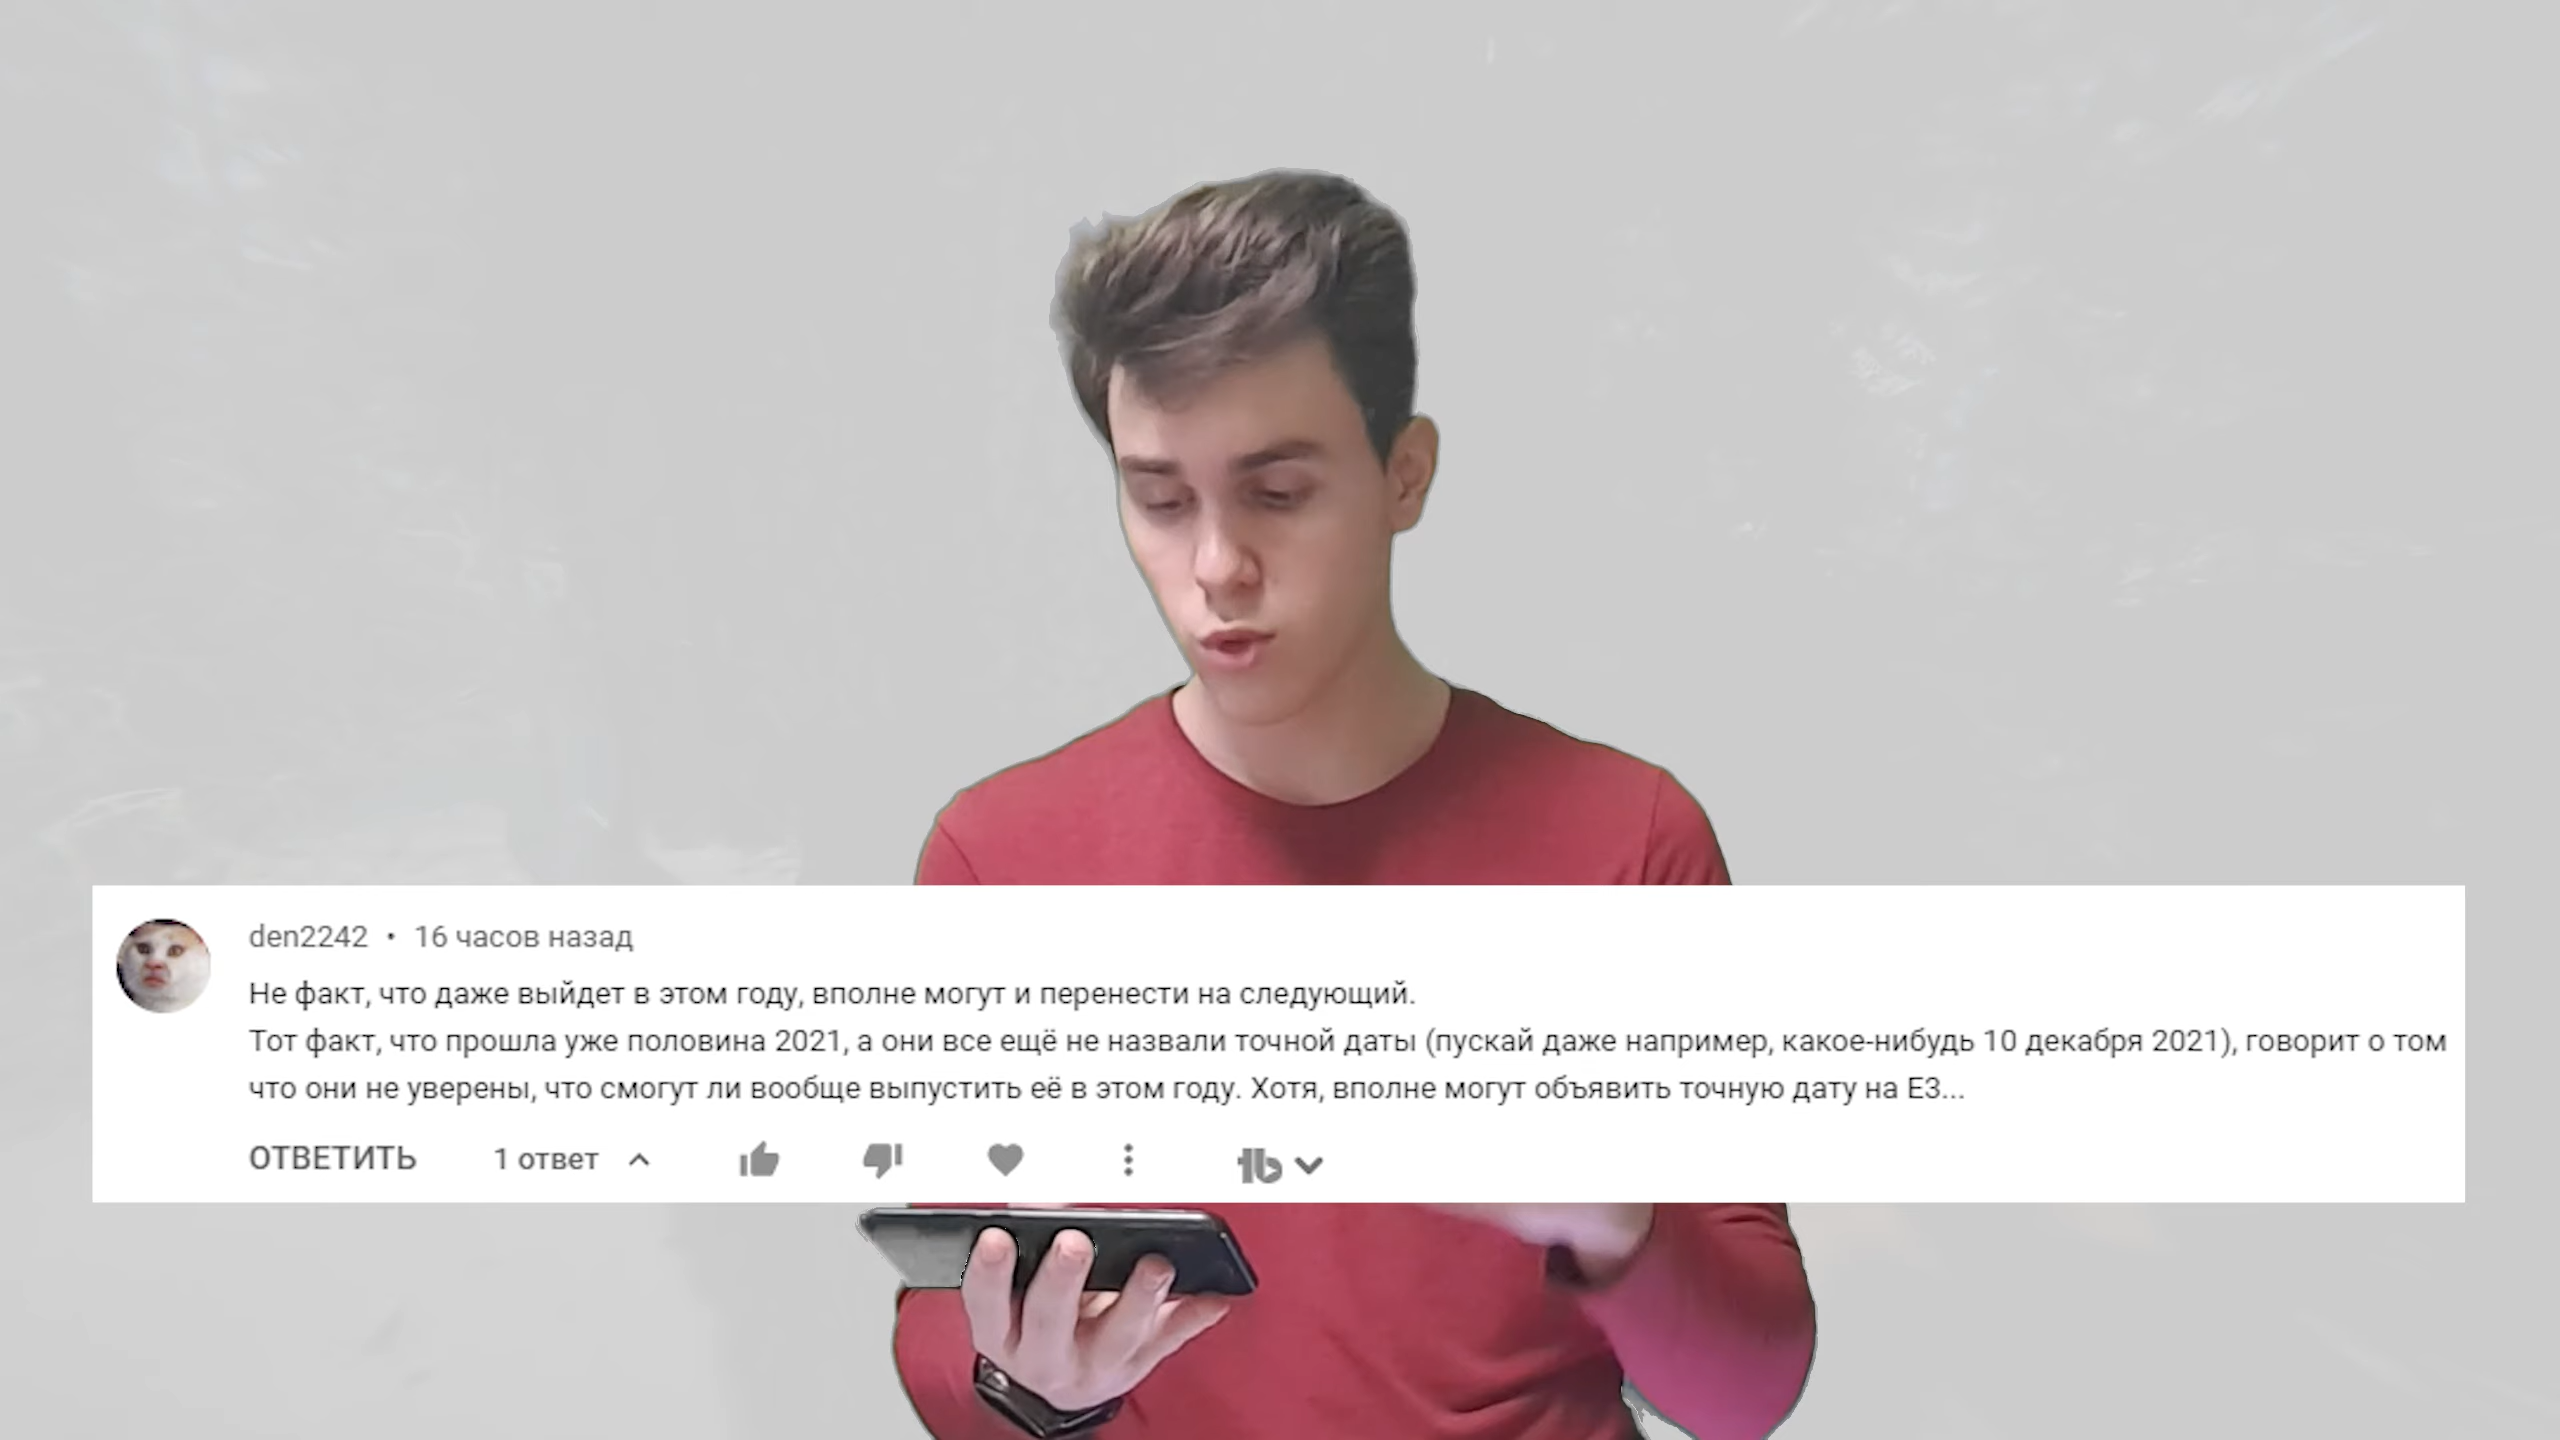 den2242 • 16 часов назад
Не факт, что даже выйдет в этом году, вполне могут и перенести на следующий.
Тот факт, что прошла уже половина 2021, а они все ещё не назвали точной даты (пускай даже например, какое-нибудь 10 декабря 2021), говорит о том
что они не уверены, что смогут ли вообще выпустить её в этом году. Хотя, вполне могут объявить точную дату на Е3...
ОТВЕТИТЬ 1 ответ